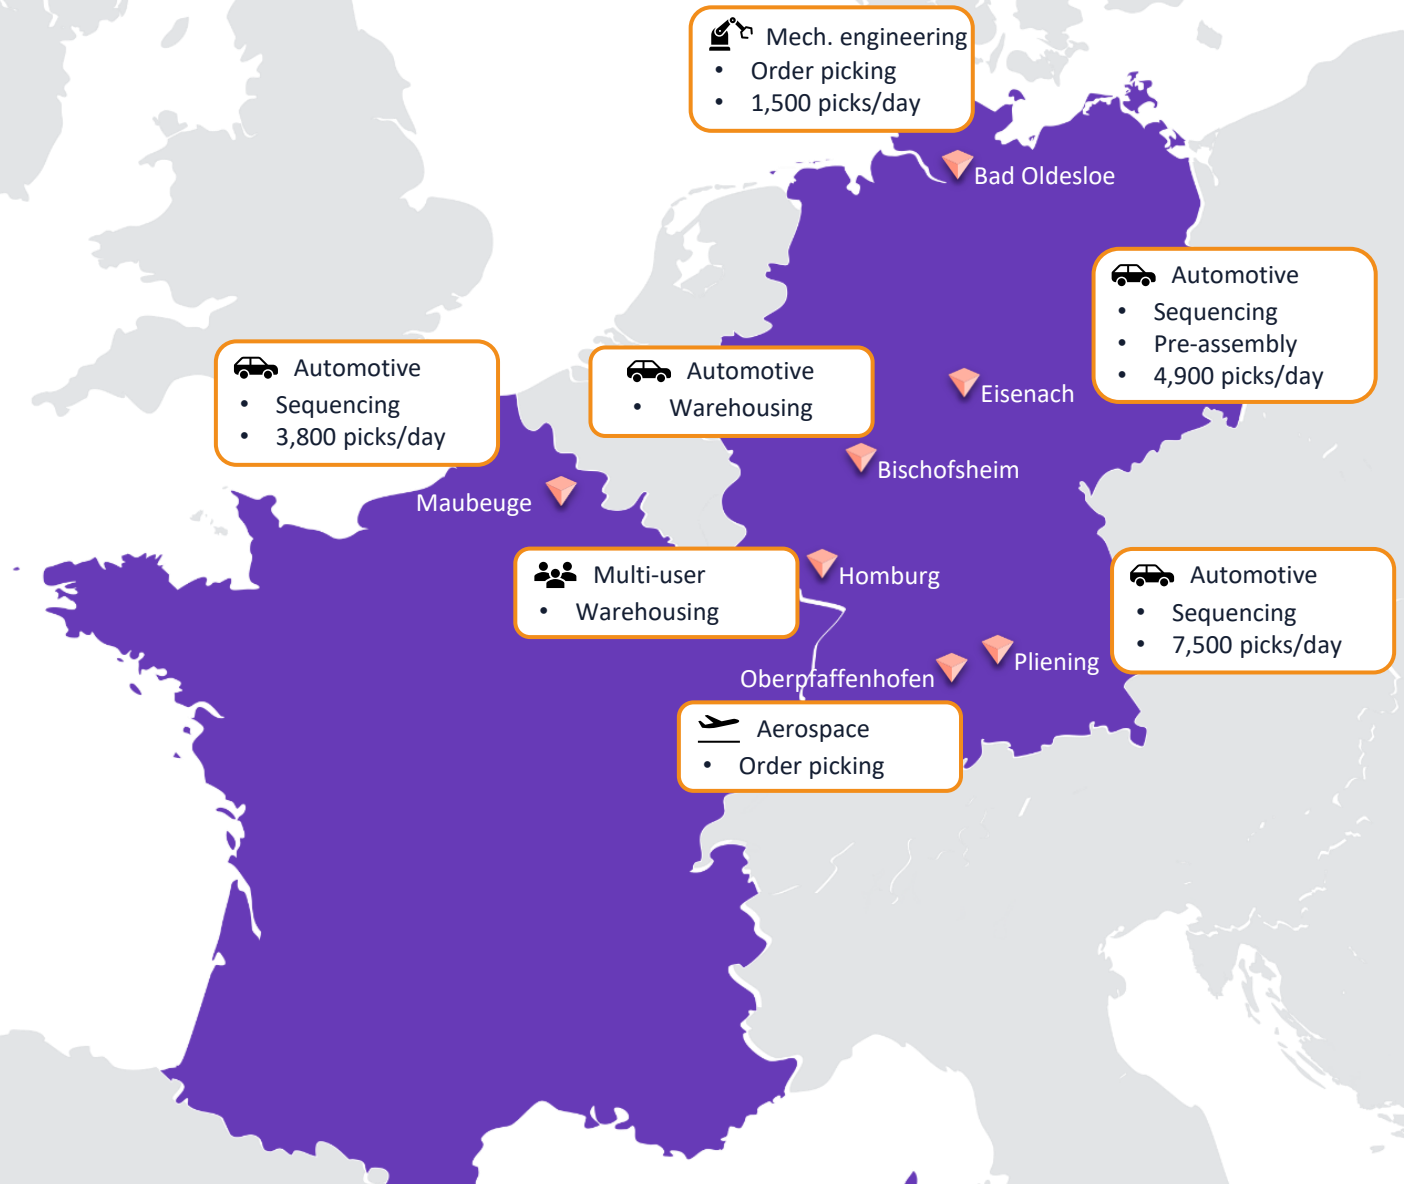 Mech. engineering
• Order picking
• 1,500 picks/day
Bad Oldesloe
Automotive
• Sequencing
• Pre-assembly
• 4,900 picks/day
Eisenach
Automotive
• Sequencing
• 3,800 picks/day
Maubeuge
Automotive
• Warehousing
Bischofsheim
Multi-user
• Warehousing
Homburg
Automotive
• Sequencing
• 7,500 picks/day
Pliening
Oberpfaffenhofen
Aerospace
• Order picking